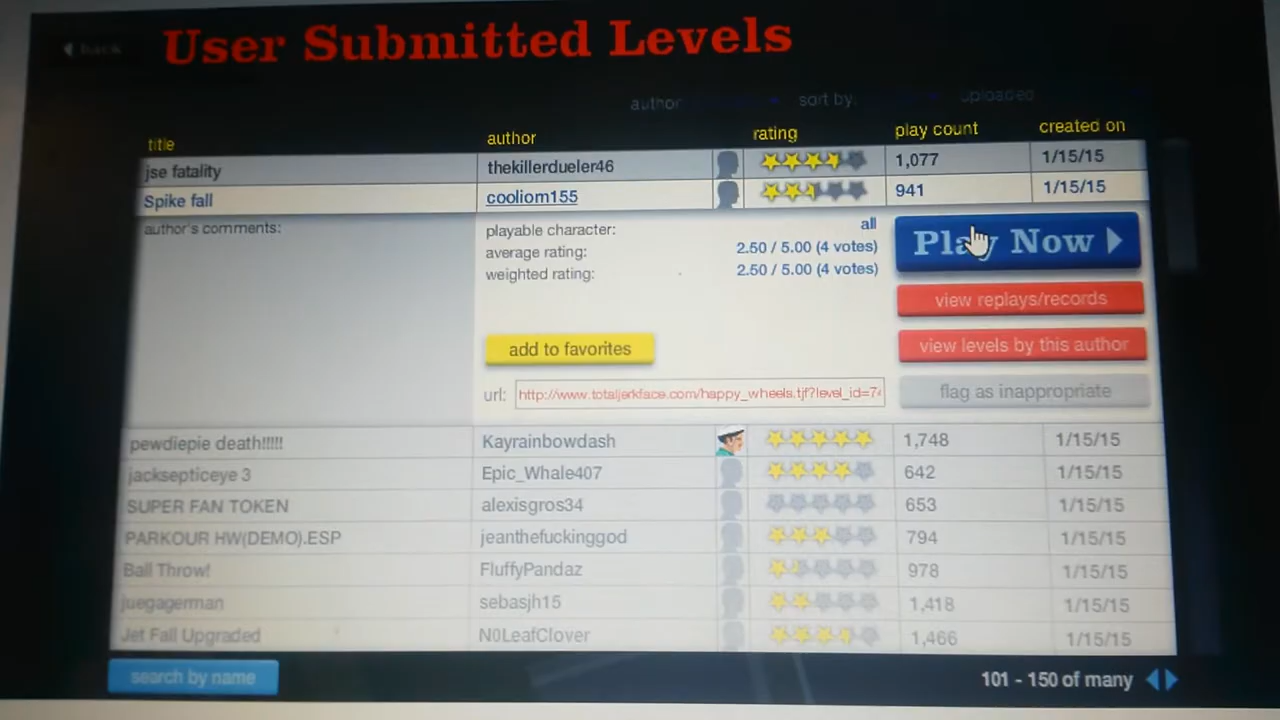 back
User Submitted Levels
author sort by: uploaded
title author rating play count created on
jse fatality thekillerdueler46 1,077 1/15/15
Spike fall cooliom155 941 1/15/15
author's comments:
playable character: all
average rating: 2.50 / 5.00 (4 votes)
weighted rating: 2.50 / 5.00 (4 votes)
Play Now
view replays/records
view levels by this author
add to favorites
flag as inappropriate
url: http://www.totaljerkface.com/happy_wheels.tjf?level_id=74
pewdiepie death!!!!! Kayrainbowdash 1,748 1/15/15
jacksepticeye 3 Epic_Whale407 642 1/15/15
SUPER FAN TOKEN alexisgros34 653 1/15/15
PARKOUR HW(DEMO).ESP jeanthefuckinggod 794 1/15/15
Ball Throw! FluffyPandaz 978 1/15/15
juegagerman sebasjh15 1,418 1/15/15
Jet Fall Upgraded N0LeafClover 1,466 1/15/15
search by name 101 - 150 of many